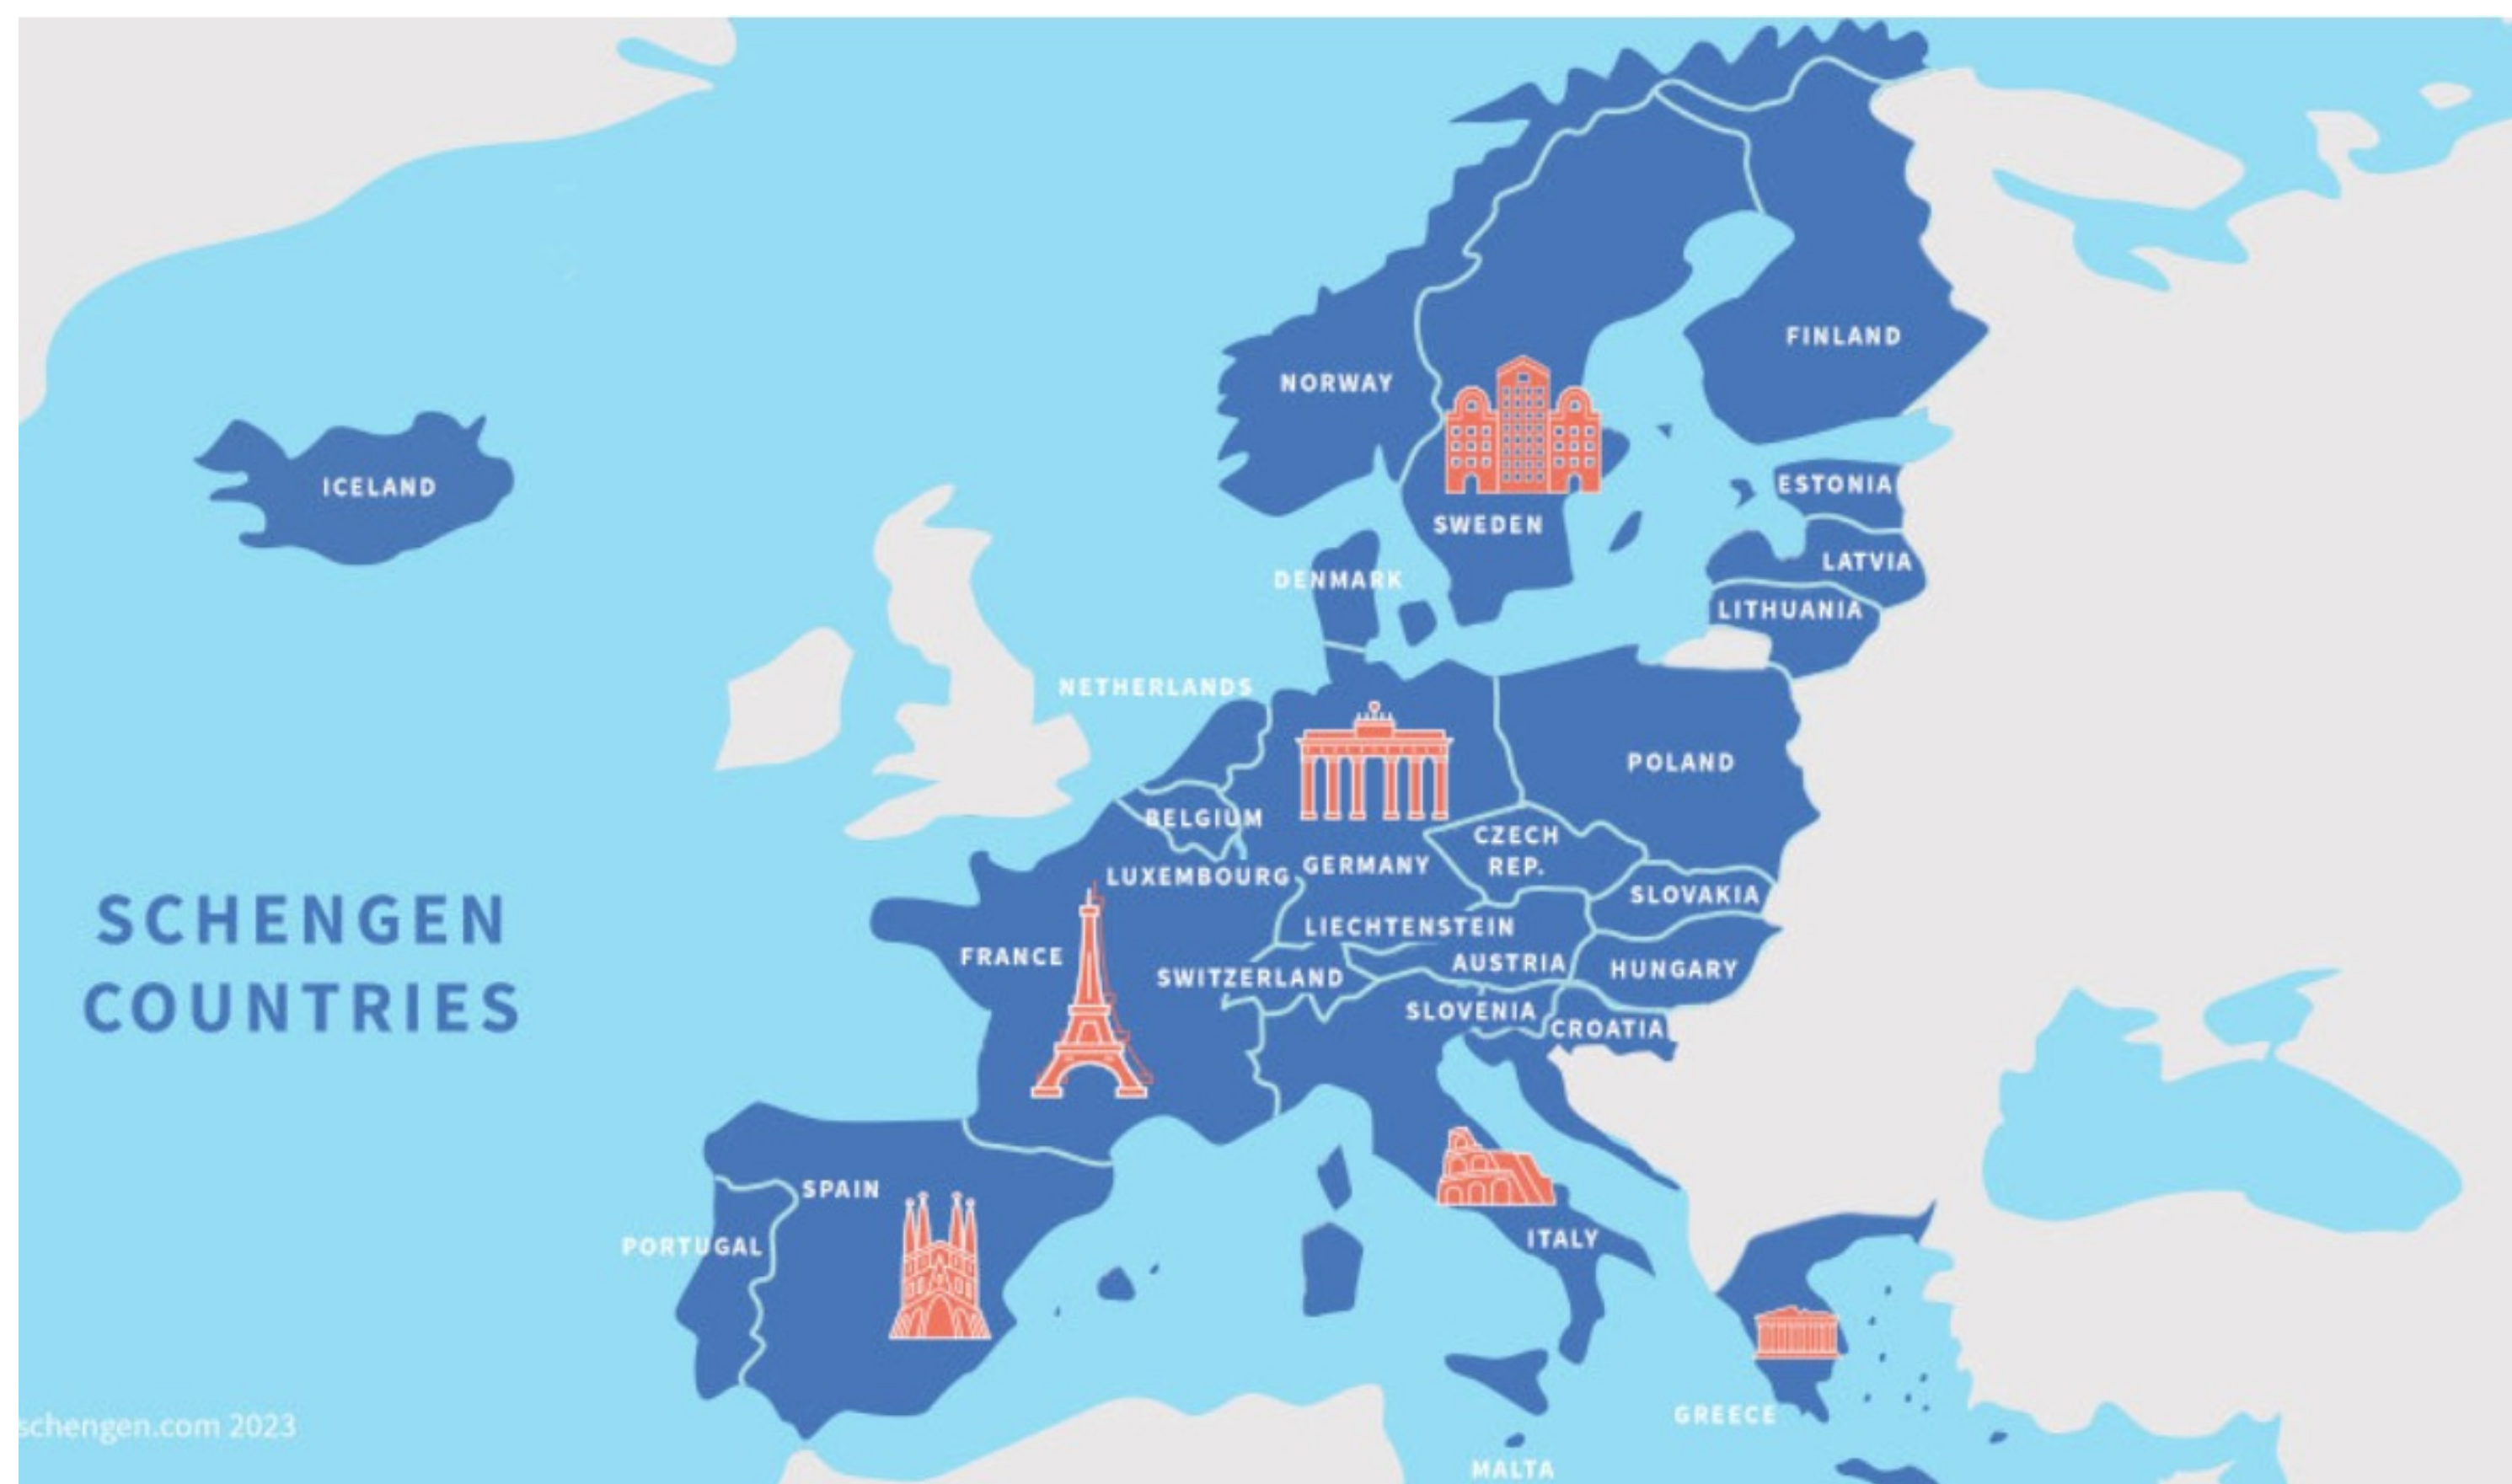 ICELAND
NORWAY
FINLAND
SWEDEN
ESTONIA
LATVIA
LITHUANIA
DENMARK
NETHERLANDS
POLAND
BELGIUM
CZECH
REP.
GERMANY
LUXEMBOURG
SLOVAKIA
LIECHTENSTEIN
FRANCE
AUSTRIA
SWITZERLAND
HUNGARY
SLOVENIA
CROATIA
SCHENGEN
COUNTRIES
SPAIN
PORTUGAL
ITALY
GREECE
MALTA
schengen.com 2023